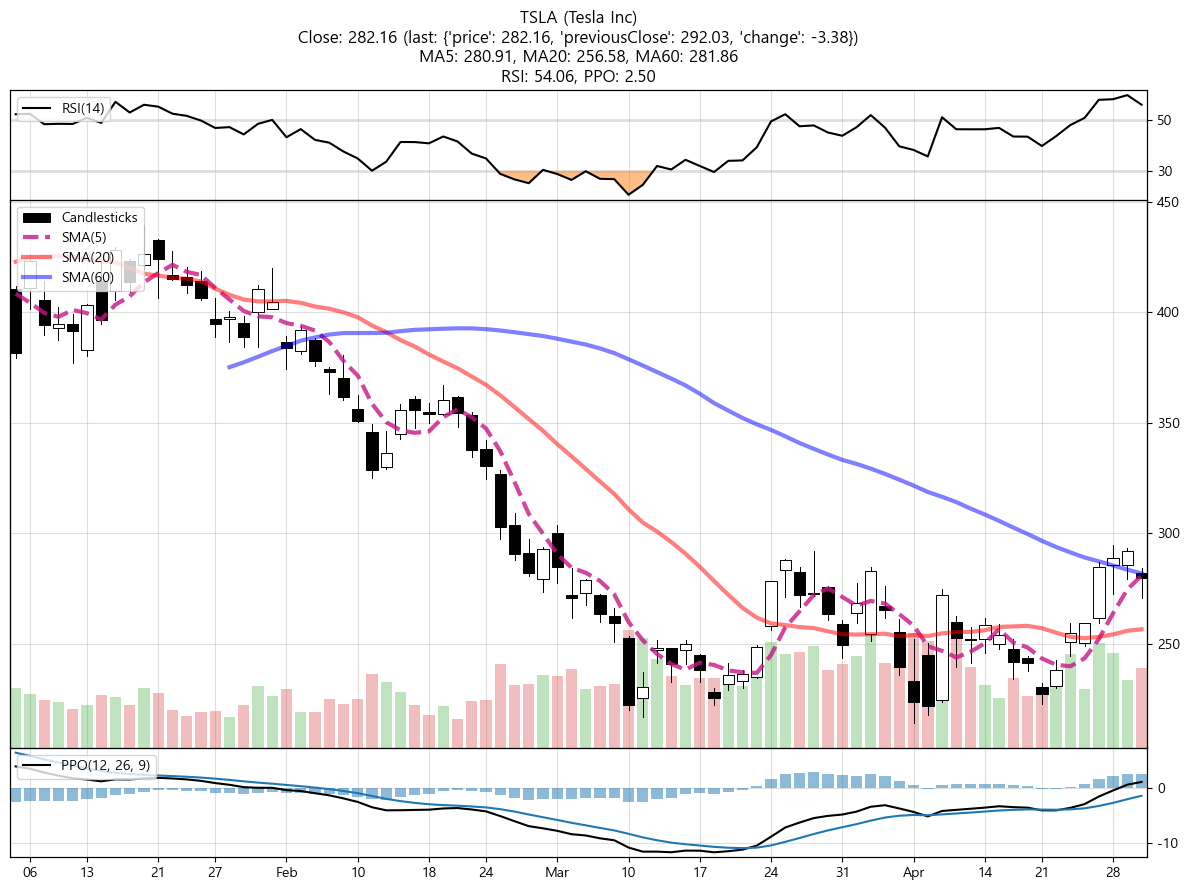 TSLA (Tesla Inc)
Close: 282.16 (last: {'price': 282.16, 'previousClose': 292.03, 'change': -3.38})
MA5: 280.91, MA20: 256.58, MA60: 281.86
RSI: 54.06, PPO: 2.50
RSI(14)
50
30
450
Candlesticks
SMA(5)
SMA(20)
SMA(60)
400
350
300
250
PPO(12, 26, 9)
0
-10
06 13 21 27 Feb 10 18 24 Mar 10 17 24 31 Apr 14 21 28